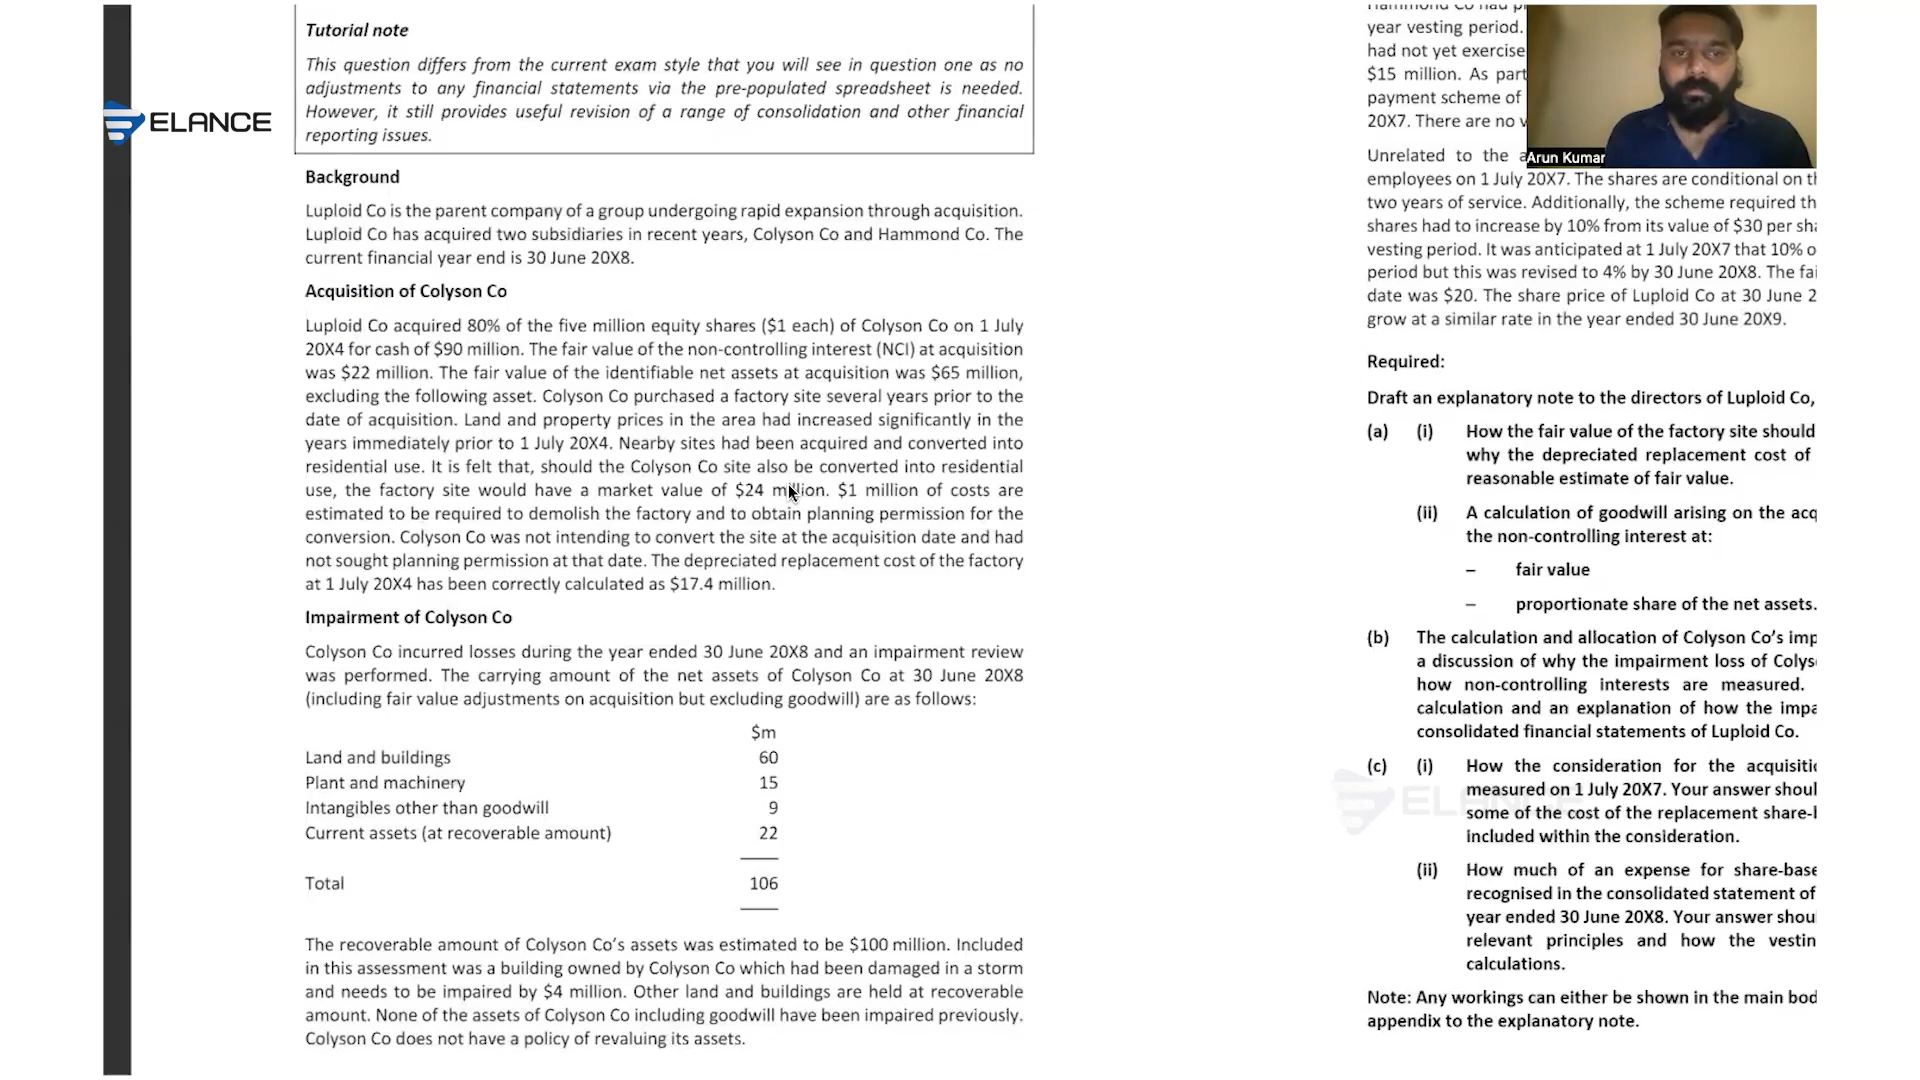 ELANCE
Tutorial note
This question differs from the current exam style that you will see in question one as no
adjustments to any financial statements via the pre-populated spreadsheet is needed.
However, it still provides useful revision of a range of consolidation and other financial
reporting issues.
Background
Luploid Co is the parent company of a group undergoing rapid expansion through acquisition.
Luploid Co has acquired two subsidiaries in recent years, Colyson Co and Hammond Co. The
current financial year end is 30 June 20X8.
Acquisition of Colyson Co
Luploid Co acquired 80% of the five million equity shares ($1 each) of Colyson Co on 1 July
20X4 for cash of $90 million. The fair value of the non-controlling interest (NCI) at acquisition
was $22 million. The fair value of the identifiable net assets at acquisition was $65 million,
excluding the following asset. Colyson Co purchased a factory site several years prior to the
date of acquisition. Land and property prices in the area had increased significantly in the
years immediately prior to 1 July 20X4. Nearby sites had been acquired and converted into
residential use. It is felt that, should the Colyson Co site also be converted into residential
use, the factory site would have a market value of $24 million. $1 million of costs are
estimated to be required to demolish the factory and to obtain planning permission for the
conversion. Colyson Co was not intending to convert the site at the acquisition date and had
not sought planning permission at that date. The depreciated replacement cost of the factory
at 1 July 20X4 has been correctly calculated as $17.4 million.
Impairment of Colyson Co
Colyson Co incurred losses during the year ended 30 June 20X8 and an impairment review
was performed. The carrying amount of the net assets of Colyson Co at 30 June 20X8
(including fair value adjustments on acquisition but excluding goodwill) are as follows:
$m
Land and buildings 60
Plant and machinery 15
Intangibles other than goodwill 9
Current assets (at recoverable amount) 22
Total 106
The recoverable amount of Colyson Co's assets was estimated to be $100 million. Included
in this assessment was a building owned by Colyson Co which had been damaged in a storm
and needs to be impaired by $4 million. Other land and buildings are held at recoverable
amount. None of the assets of Colyson Co including goodwill have been impaired previously.
Colyson Co does not have a policy of revaluing its assets.
Hammond Co had
year vesting period.
had not yet exercise
$15 million. As part
payment scheme of
20X7. There are no
Arun Kumar
Unrelated to the
employees on 1 July 20X7. The shares are conditional on
two years of service. Additionally, the scheme required
shares had to increase by 10% from its value of $30 per
vesting period. It was anticipated at 1 July 20X7 that 10%
period but this was revised to 4% by 30 June 20X8. The
date was $20. The share price of Luploid Co at 30 June
grow at a similar rate in the year ended 30 June 20X9.
Required:
Draft an explanatory note to the directors of Luploid Co,
(a) (i) How the fair value of the factory site should
why the depreciated replacement cost of
reasonable estimate of fair value.
(ii) A calculation of goodwill arising on the acq
the non-controlling interest at:
– fair value
– proportionate share of the net assets.
(b) The calculation and allocation of Colyson Co's imp
a discussion of why the impairment loss of Colys
how non-controlling interests are measured.
calculation and an explanation of how the impa
consolidated financial statements of Luploid Co.
(c) (i) How the consideration for the acquisitio
measured on 1 July 20X7. Your answer shoul
some of the cost of the replacement share-
included within the consideration.
ELANCE
(ii) How much of an expense for share-base
recognised in the consolidated statement of
year ended 30 June 20X8. Your answer shou
relevant principles and how the vestin
calculations.
Note: Any workings can either be shown in the main bod
appendix to the explanatory note.